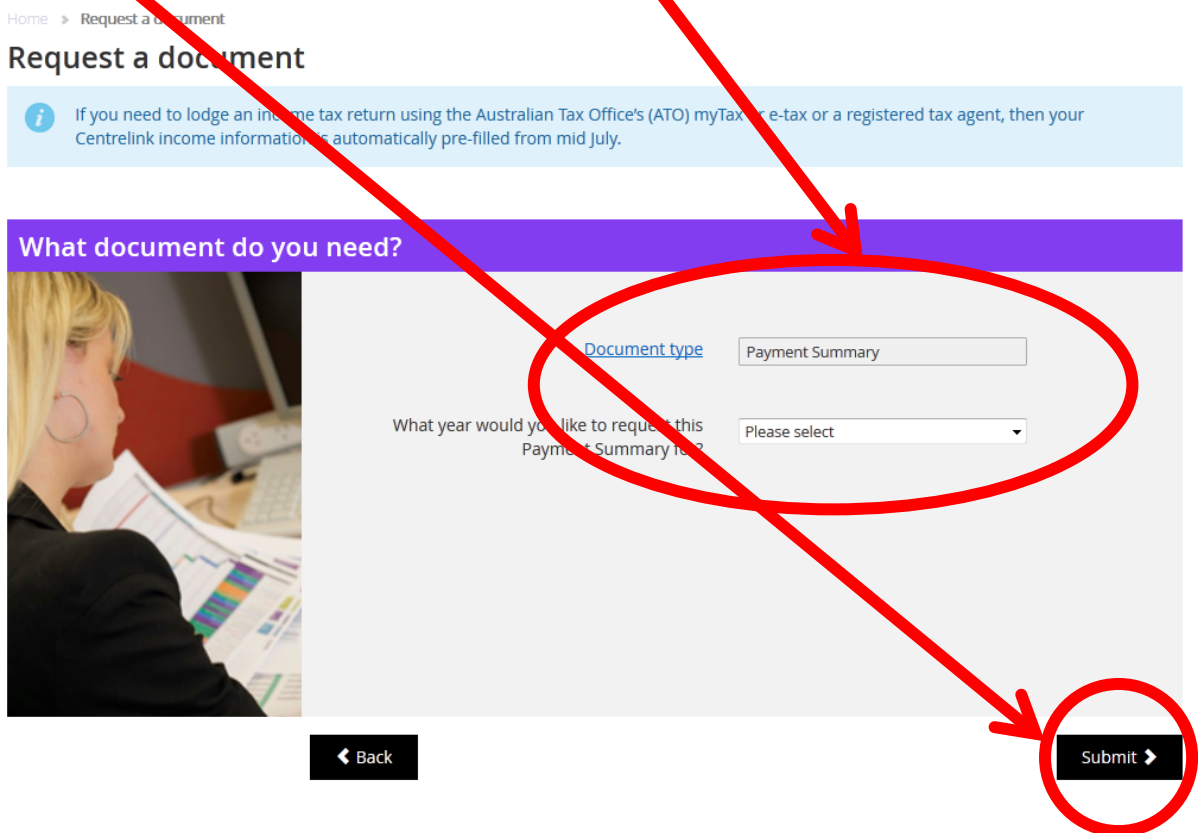 Home > Request a document
Request a document
i
If you need to lodge an income tax return using the Australian Tax Office's (ATO) myTax or e-tax or a registered tax agent, then your
Centrelink income information is automatically pre-filled from mid July.
What document do you need?
Document type
Payment Summary
What year would you like to request this
Payment Summary for?
Please select
Back
Submit